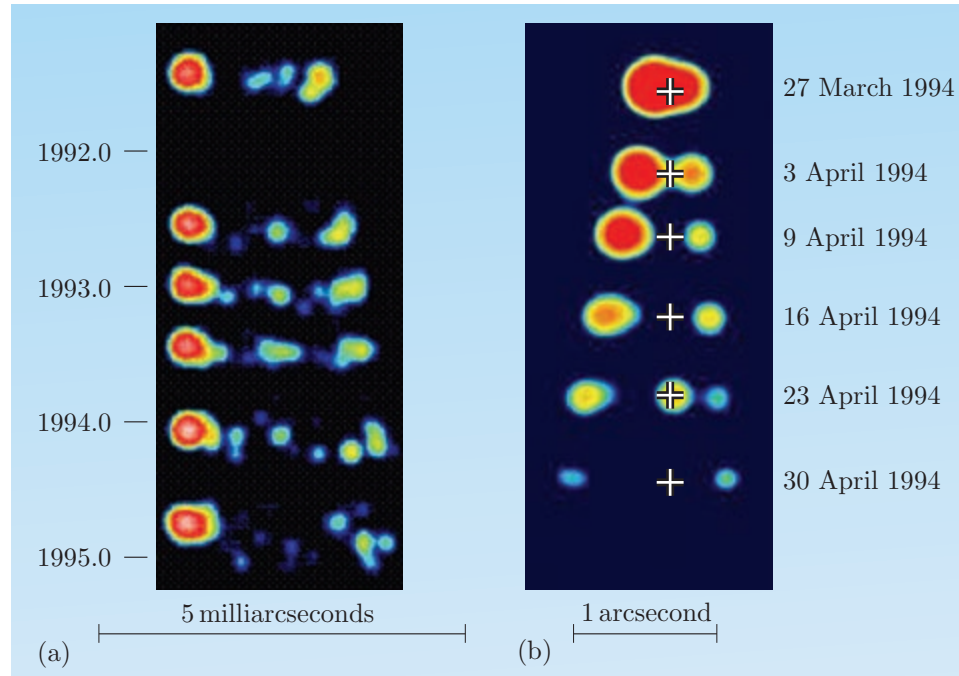 27 March 1994
1992.0
3 April 1994
9 April 1994
1993.0
16 April 1994
23 April 1994
1994.0
30 April 1994
1995.0
5 milliarcseconds
1 arcsecond
(a)
(b)